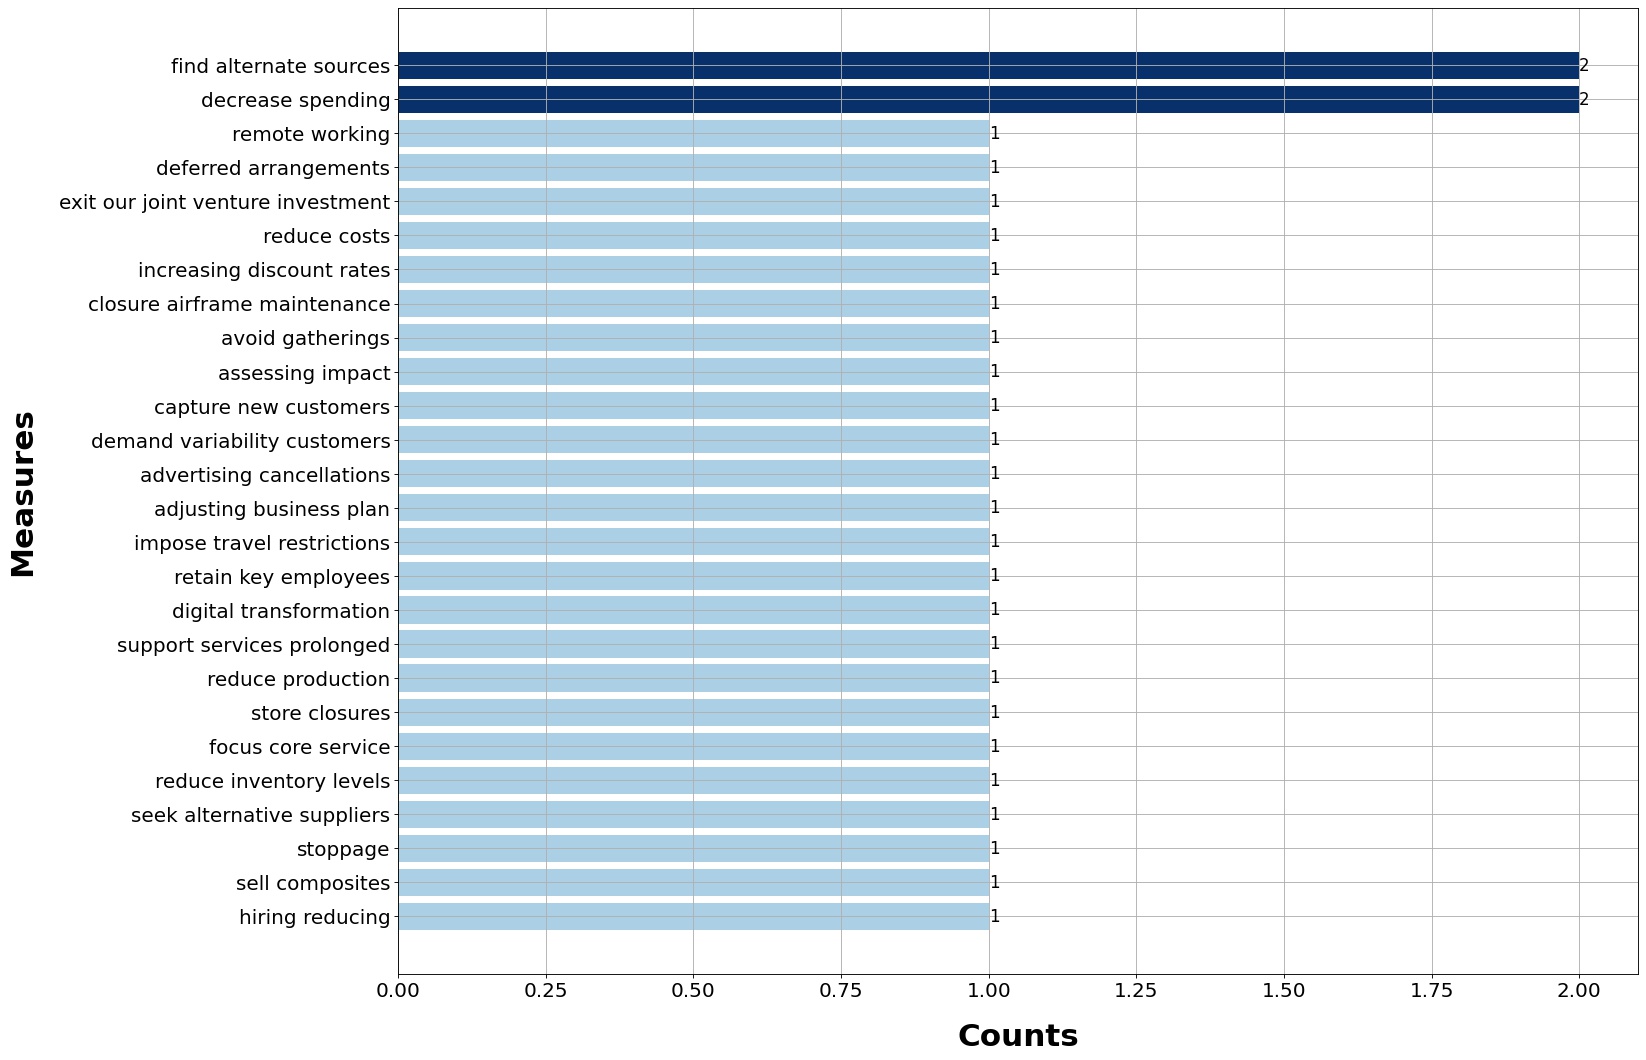 find alternate sources 2
decrease spending 2
remote working 1
deferred arrangements 1
exit our joint venture investment 1
reduce costs 1
increasing discount rates 1
closure airframe maintenance 1
avoid gatherings 1
assessing impact 1
capture new customers 1
demand variability customers 1
advertising cancellations 1
adjusting business plan 1
impose travel restrictions 1
retain key employees 1
digital transformation 1
support services prolonged 1
reduce production 1
store closures 1
focus core service 1
reduce inventory levels 1
seek alternative suppliers 1
stoppage 1
sell composites 1
hiring reducing 1
Measures
0.00 0.25 0.50 0.75 1.00 1.25 1.50 1.75 2.00
Counts